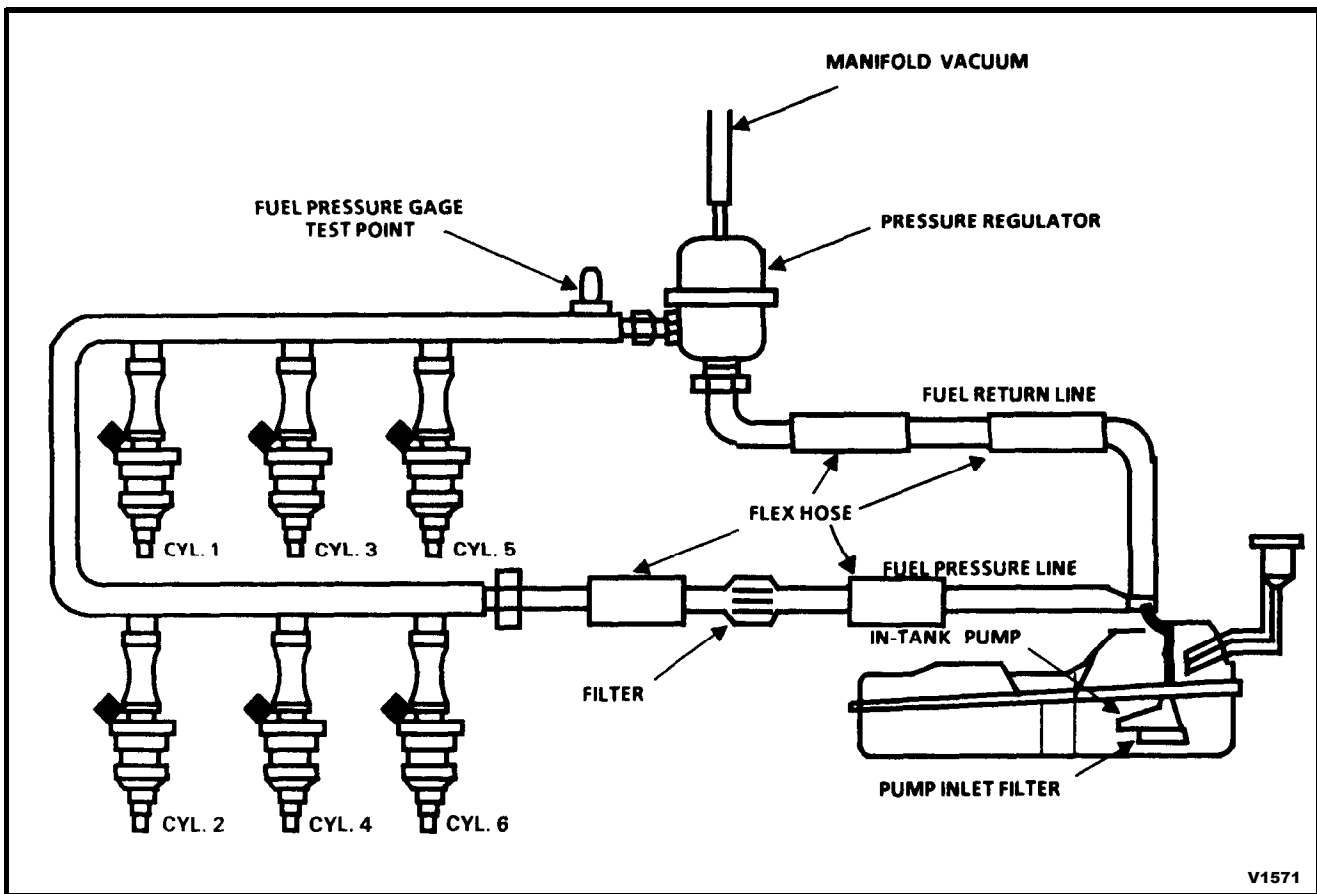 MANIFOLD VACUUM
FUEL PRESSURE GAGE
TEST POINT
PRESSURE REGULATOR
FUEL RETURN LINE
FLEX HOSE
CYL. 1
CYL. 3
CYL. 5
FUEL PRESSURE LINE
IN-TANK PUMP
FILTER
PUMP INLET FILTER
CYL. 2
CYL. 4
CYL. 6
V1571